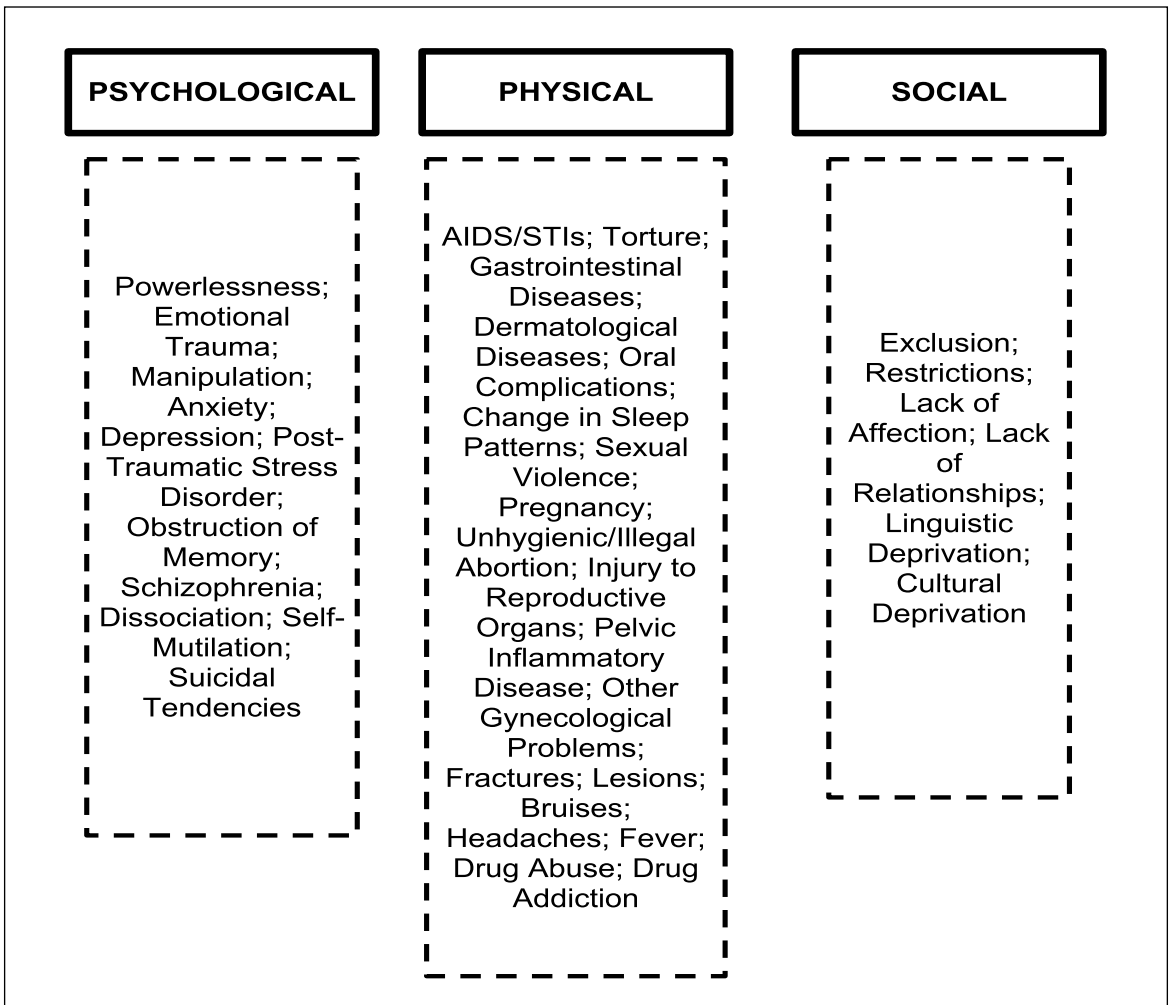 PSYCHOLOGICAL
Powerlessness;
Emotional
Trauma;
Manipulation;
Anxiety;
Depression; Post-
Traumatic Stress
Disorder;
Obstruction of
Memory;
Schizophrenia;
Dissociation; Self-
Mutilation;
Suicidal
Tendencies
PHYSICAL
AIDS/STIs; Torture;
Gastrointestinal
Diseases;
Dermatological
Diseases; Oral
Complications;
Change in Sleep
Patterns; Sexual
Violence;
Pregnancy;
Unhygienic/Illegal
Abortion; Injury to
Reproductive
Organs; Pelvic
Inflammatory
Disease; Other
Gynecological
Problems;
Fractures; Lesions;
Bruises;
Headaches; Fever;
Drug Abuse; Drug
Addiction
SOCIAL
Exclusion;
Restrictions;
Lack of
Affection; Lack
of
Relationships;
Linguistic
Deprivation;
Cultural
Deprivation